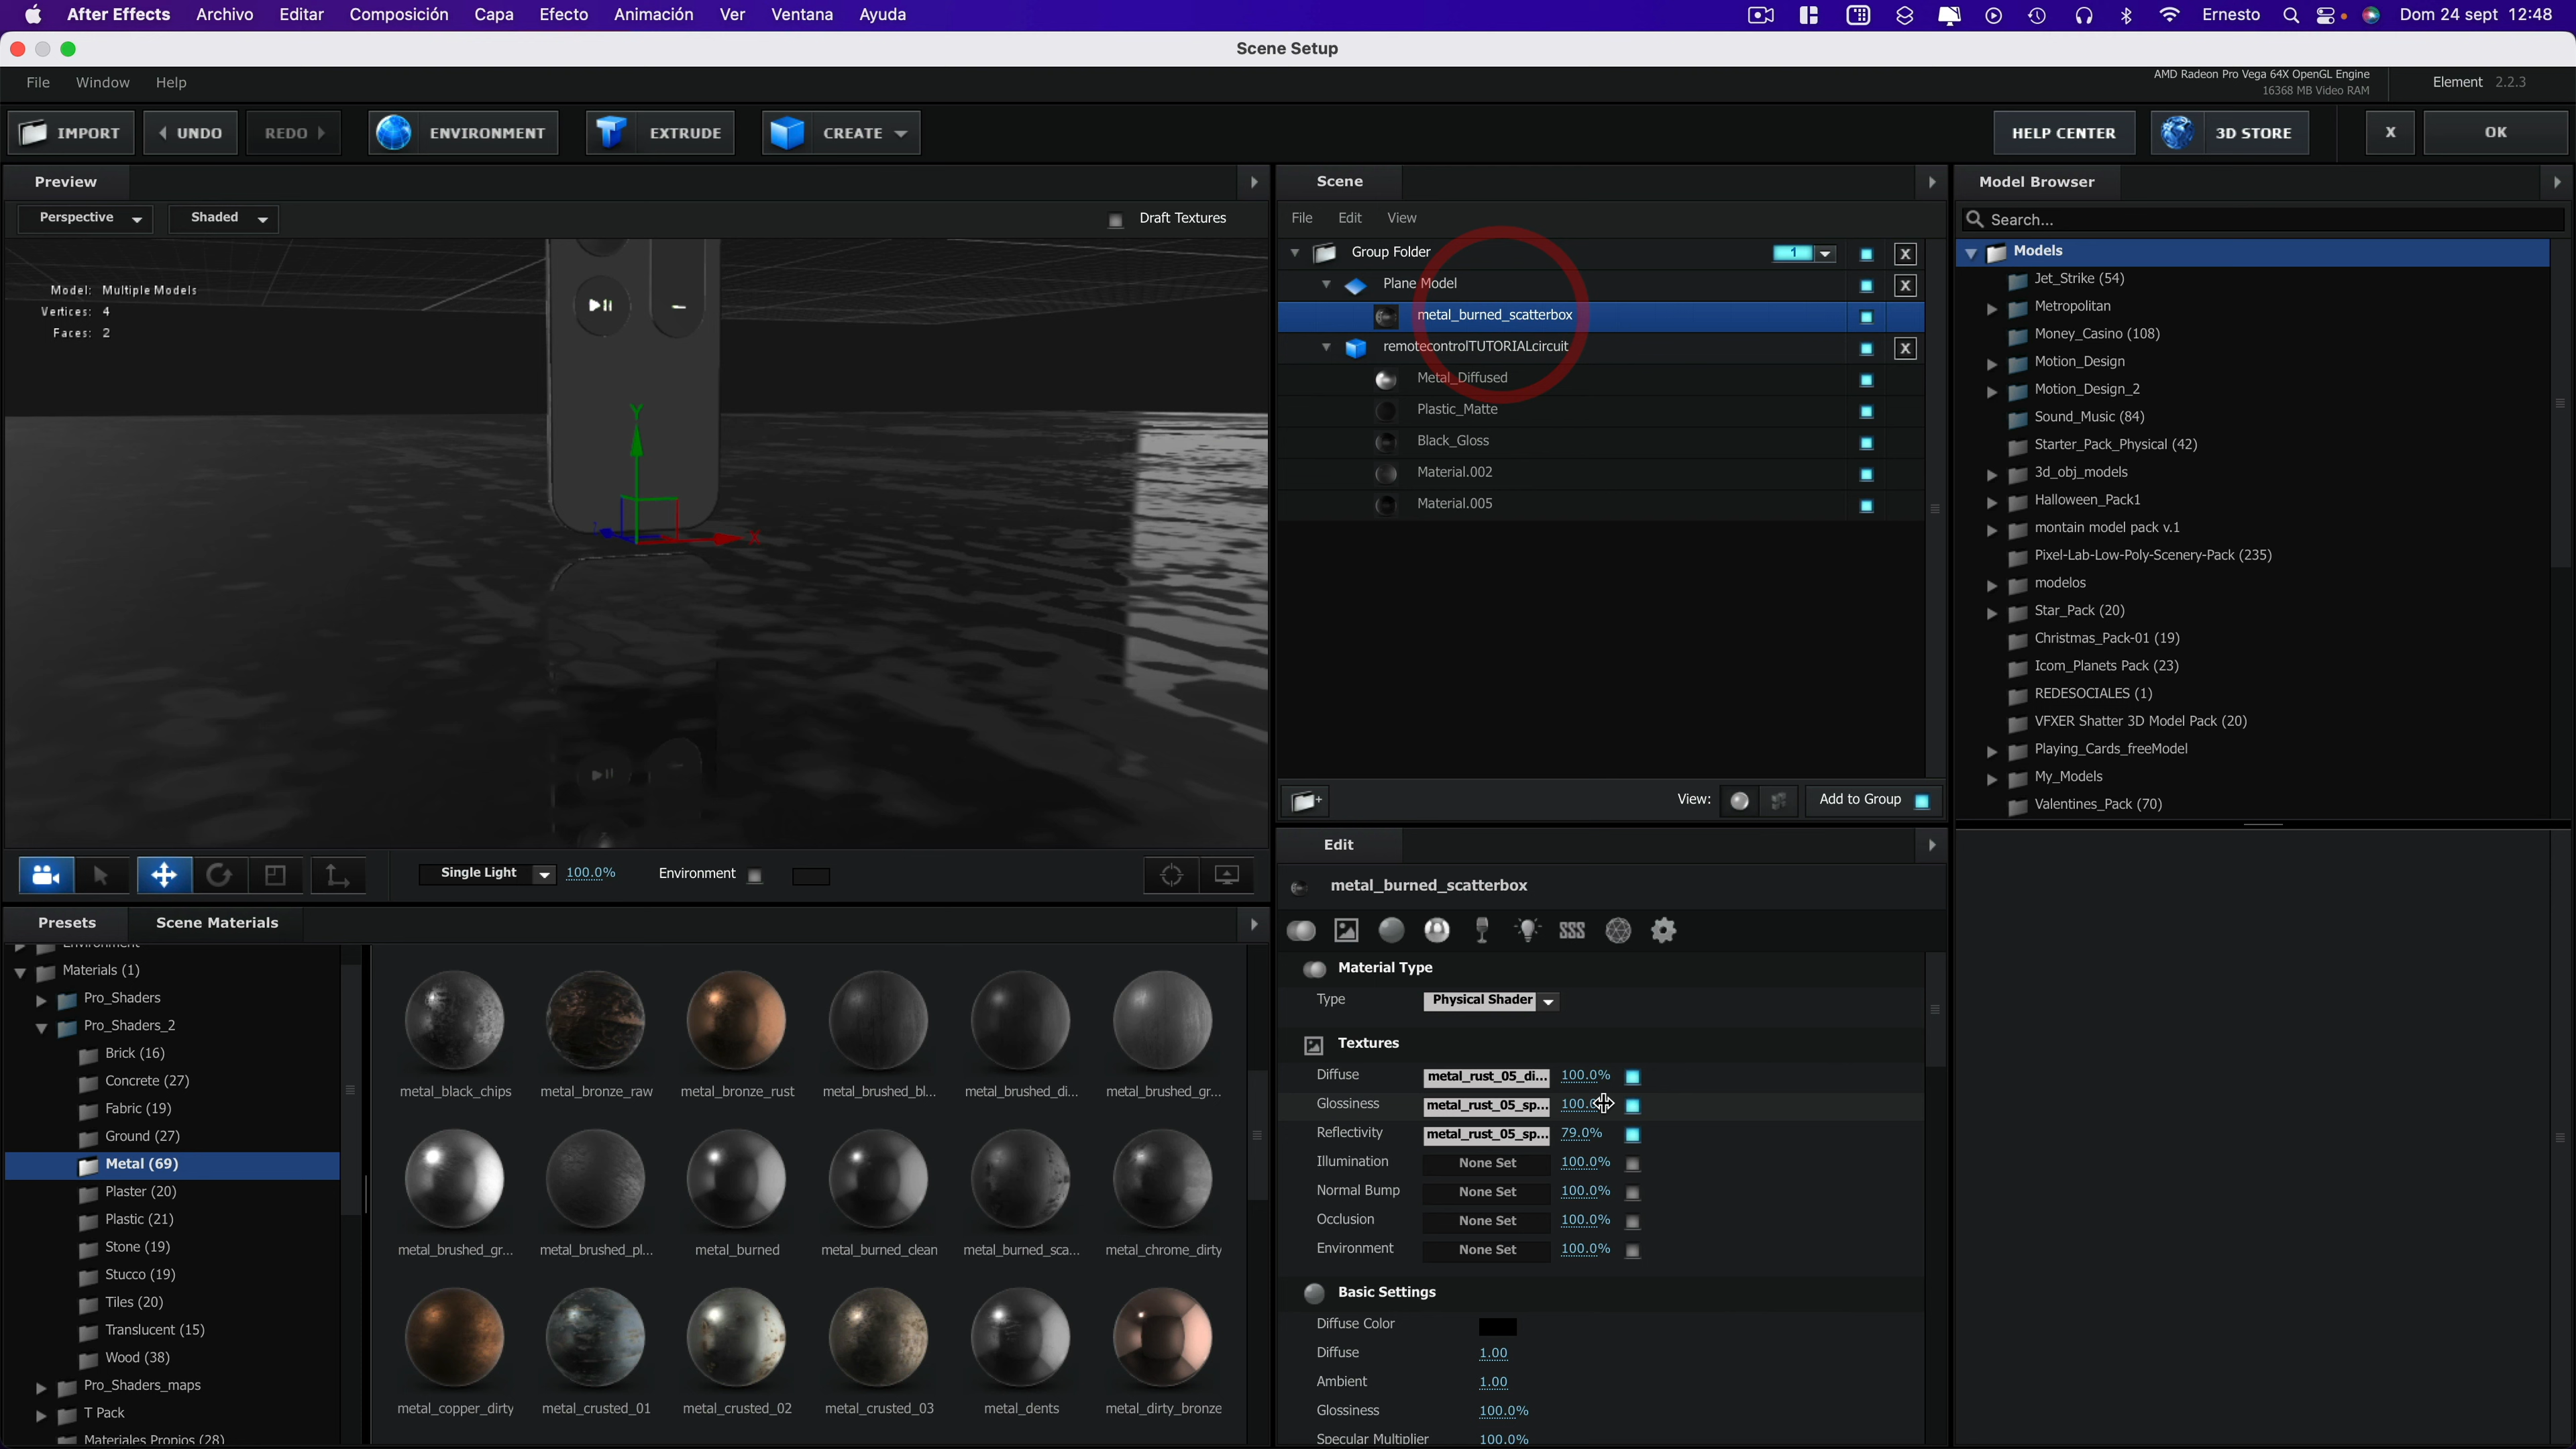 After Effects Archivo Editar Composición Capa Efecto Animación Ver Ventana Ayuda Ernesto Dom 24 sept 12:48
Scene Setup
File Window Help AMD Radeon Pro Vega 64X OpenGL Engine
16368 MB Video RAM
Element 2.2.3
IMPORT UNDO REDO ENVIRONMENT EXTRUDE CREATE HELP CENTER 3D STORE X OK
Preview
Perspective Shaded Draft Textures
Model: Multiple Models
Vertices: 4
Faces: 2
Y
X
Single Light 100.0% Environment
Scene
File Edit View
Group Folder 1 X
Plane Model X
metal_burned_scatterbox
remotecontrolTUTORIALcircuit X
Metal_Diffused
Plastic_Matte
Black_Gloss
Material.002
Material.005
View: Add to Group
Model Browser
Search...
Models
Jet_Strike (54)
Metropolitan
Money_Casino (108)
Motion_Design
Motion_Design_2
Sound_Music (84)
Starter_Pack_Physical (42)
3d_obj_models
Halloween_Pack1
montain model pack v.1
Pixel-Lab-Low-Poly-Scenery-Pack (235)
modelos
Star_Pack (20)
Christmas_Pack-01 (19)
Icom_Planets Pack (23)
REDESOCIALES (1)
VFXER Shatter 3D Model Pack (20)
Playing_Cards_freeModel
My_Models
Valentines_Pack (70)
Presets Scene Materials
Environment
Materials (1)
Pro_Shaders
Pro_Shaders_2
Brick (16)
Concrete (27)
Fabric (19)
Ground (27)
Metal (69)
Plaster (20)
Plastic (21)
Stone (19)
Stucco (19)
Tiles (20)
Translucent (15)
Wood (38)
Pro_Shaders_maps
T Pack
Materiales Propios (28)
metal_black_chips metal_bronze_raw metal_bronze_rust metal_brushed_bl... metal_brushed_di... metal_brushed_gr...
metal_brushed_gr... metal_brushed_pl... metal_burned metal_burned_clean metal_burned_sca... metal_chrome_dirty
metal_copper_dirty metal_crusted_01 metal_crusted_02 metal_crusted_03 metal_dents metal_dirty_bronze
Edit
metal_burned_scatterbox
SSS
Material Type
Type Physical Shader
Textures
Diffuse metal_rust_05_di... 100.0%
Glossiness metal_rust_05_sp... 100.0
Reflectivity metal_rust_05_sp... 79.0%
Illumination None Set 100.0%
Normal Bump None Set 100.0%
Occlusion None Set 100.0%
Environment None Set 100.0%
Basic Settings
Diffuse Color
Diffuse 1.00
Ambient 1.00
Glossiness 100.0%
Specular Multiplier 100.0%